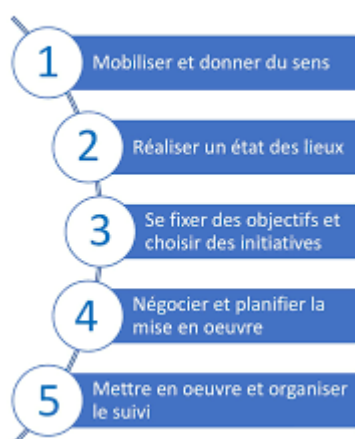 1
Mobiliser et donner du sens
2
Réaliser un état des lieux
3
Se fixer des objectifs et
choisir des initiatives
4
Négocier et planifier la
mise en oeuvre
5
Mettre en oeuvre et organiser
le suivi